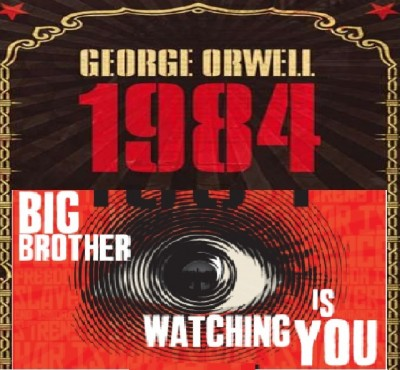 GEORGE ORWELL
1984
BIG
BROTHER
IS
WATCHING YOU